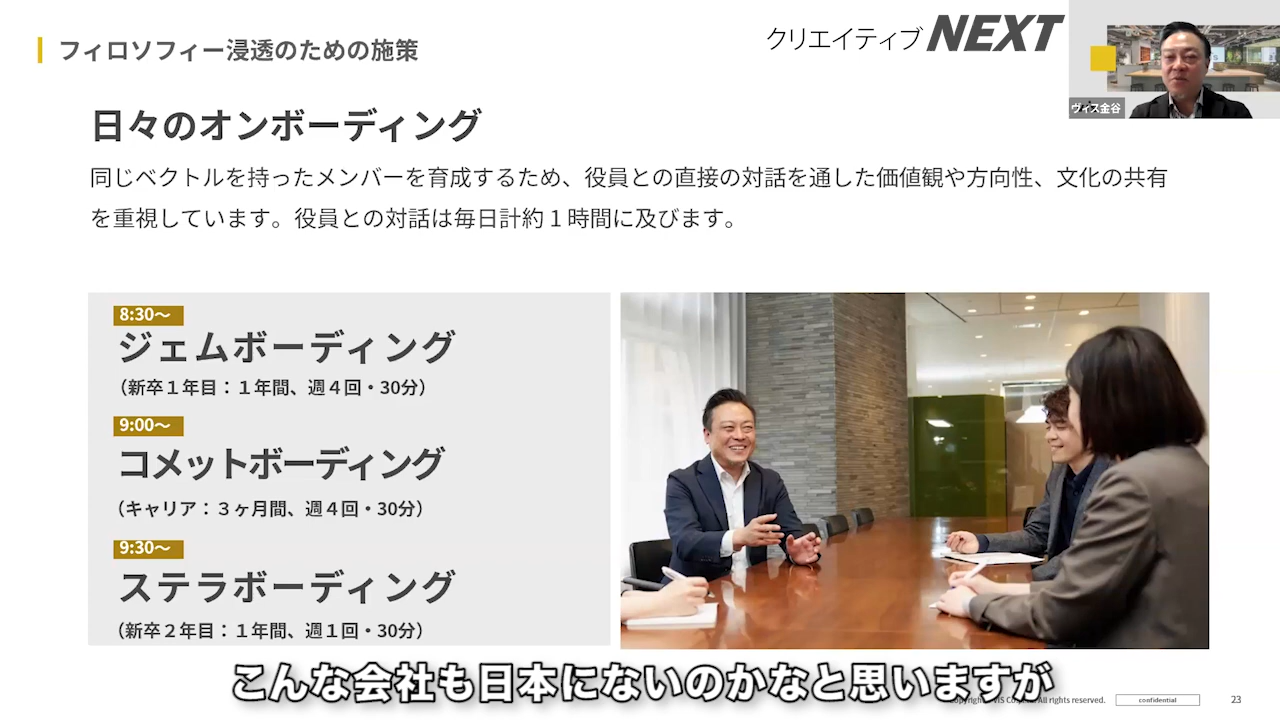 フィロソフィー浸透のための施策
クリエイティブNEXT
ヴィス金谷
日々のオンボーディング
同じベクトルを持ったメンバーを育成するため、役員との直接の対話を通した価値観や方向性、文化の共有
を重視しています。役員との対話は毎日計約1時間に及びます。
8:30〜
ジェムボーディング
（新卒１年目：１年間、週４回・30分）
9:00〜
コメットボーディング
（キャリア：３ヶ月間、週４回・30分）
9:30〜
ステラボーディング
（新卒２年目：１年間、週１回・30分）
こんな会社も日本にないのかなと思いますが
VIS All rights reserved.
confidential
23